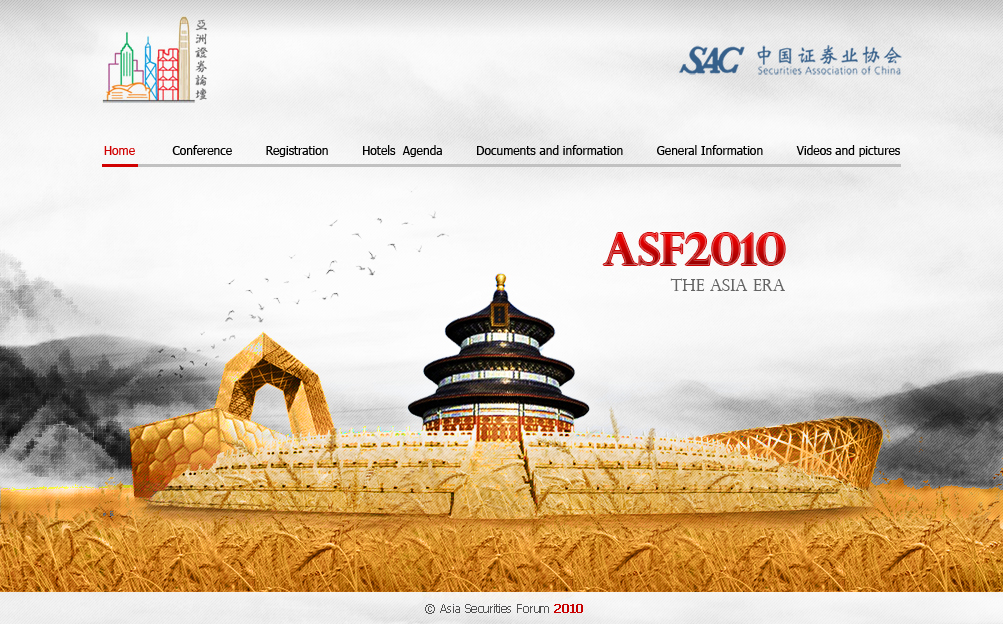 亞洲證券論壇
SAC 中国证券业协会
Securities Association of China
Home Conference Registration Hotels Agenda Documents and information General Information Videos and pictures
ASF2010
THE ASIA ERA
© Asia Securities Forum 2010